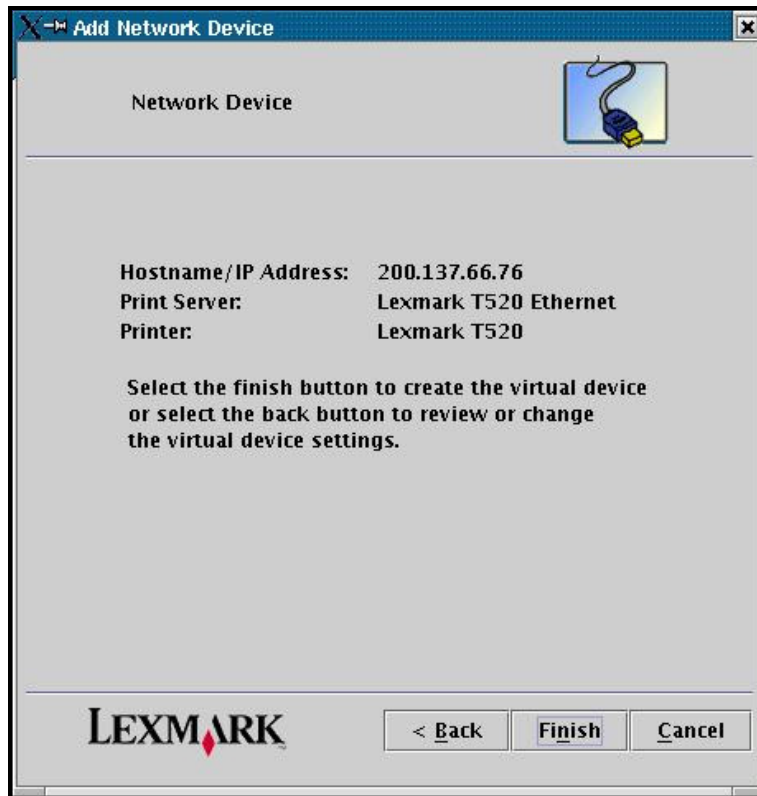 Add Network Device
Network Device
Hostname/IP Address: 200.137.66.76
Print Server: Lexmark T520 Ethernet
Printer: Lexmark T520
Select the finish button to create the virtual device
or select the back button to review or change
the virtual device settings.
LEXMARK
< Back Finish Cancel